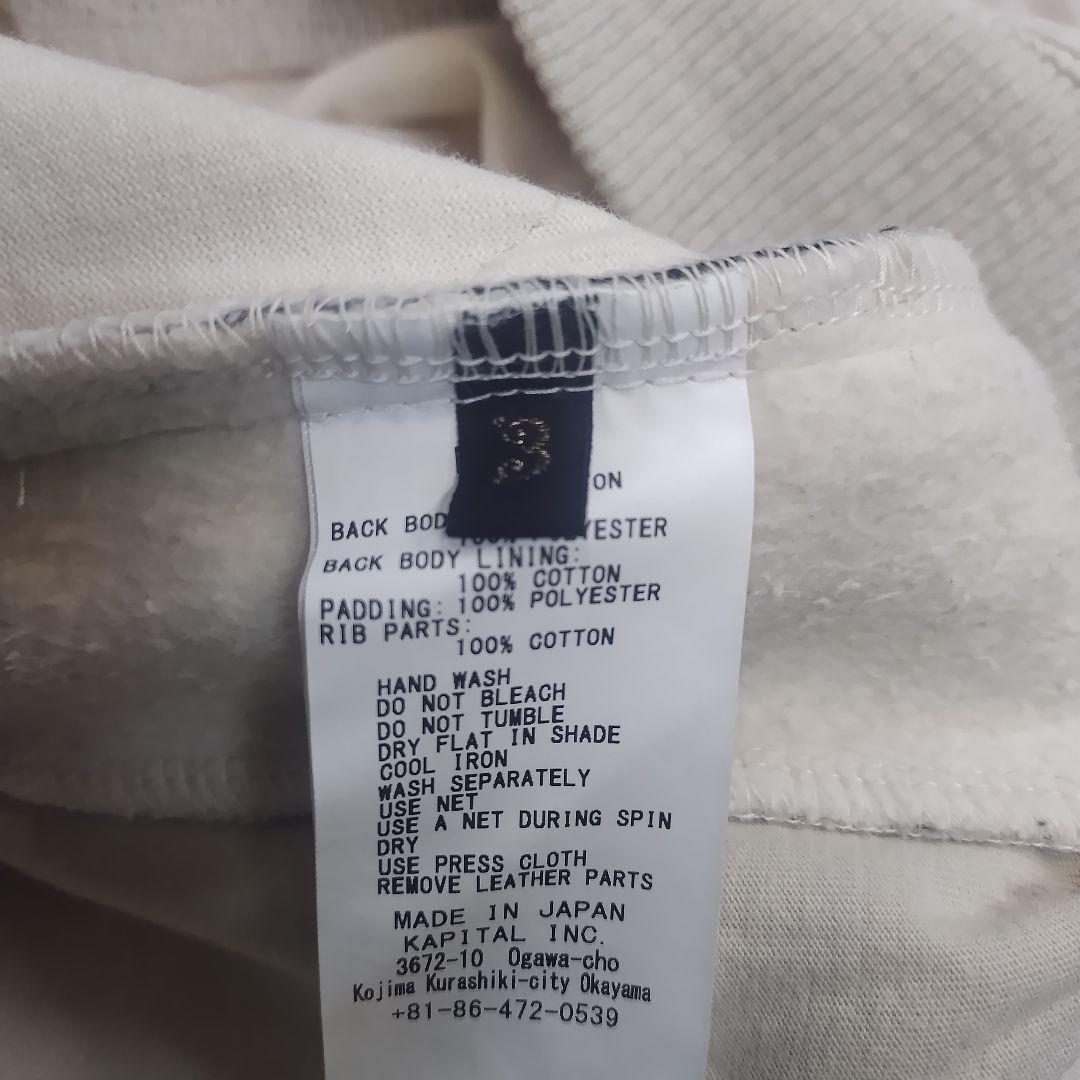 3
BACK BODY
POLYESTER
BACK BODY LINING:
100% COTTON
PADDING: 100% POLYESTER
RIB PARTS:
100% COTTON
HAND WASH
DO NOT BLEACH
DO NOT TUMBLE
DRY FLAT IN SHADE
COOL IRON
WASH SEPARATELY
USE NET
USE A NET DURING SPIN
DRY
USE PRESS CLOTH
REMOVE LEATHER PARTS
MADE IN JAPAN
KAPITAL INC.
3672-10 Ogawa-cho
Kojima Kurashiki-city Okayama
+81-86-472-0539